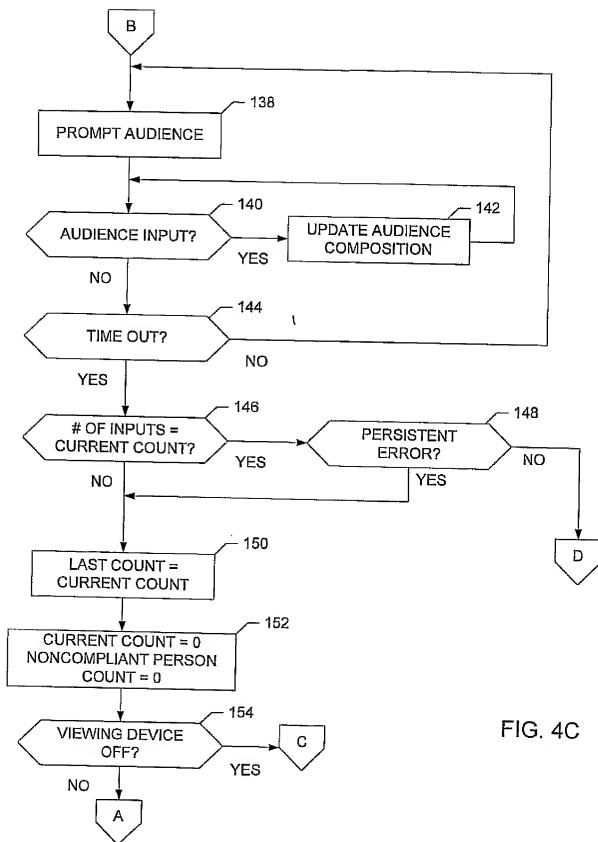 B
138
PROMPT AUDIENCE
140
AUDIENCE INPUT?
YES
142
UPDATE AUDIENCE
COMPOSITION
NO
144
TIME OUT?
NO
YES
146
# OF INPUTS =
CURRENT COUNT?
YES
148
PERSISTENT
ERROR?
NO
YES
NO
D
150
LAST COUNT =
CURRENT COUNT
152
CURRENT COUNT = 0
NONCOMPLIANT PERSON
COUNT = 0
154
VIEWING DEVICE
OFF?
YES
C
NO
A
FIG. 4C